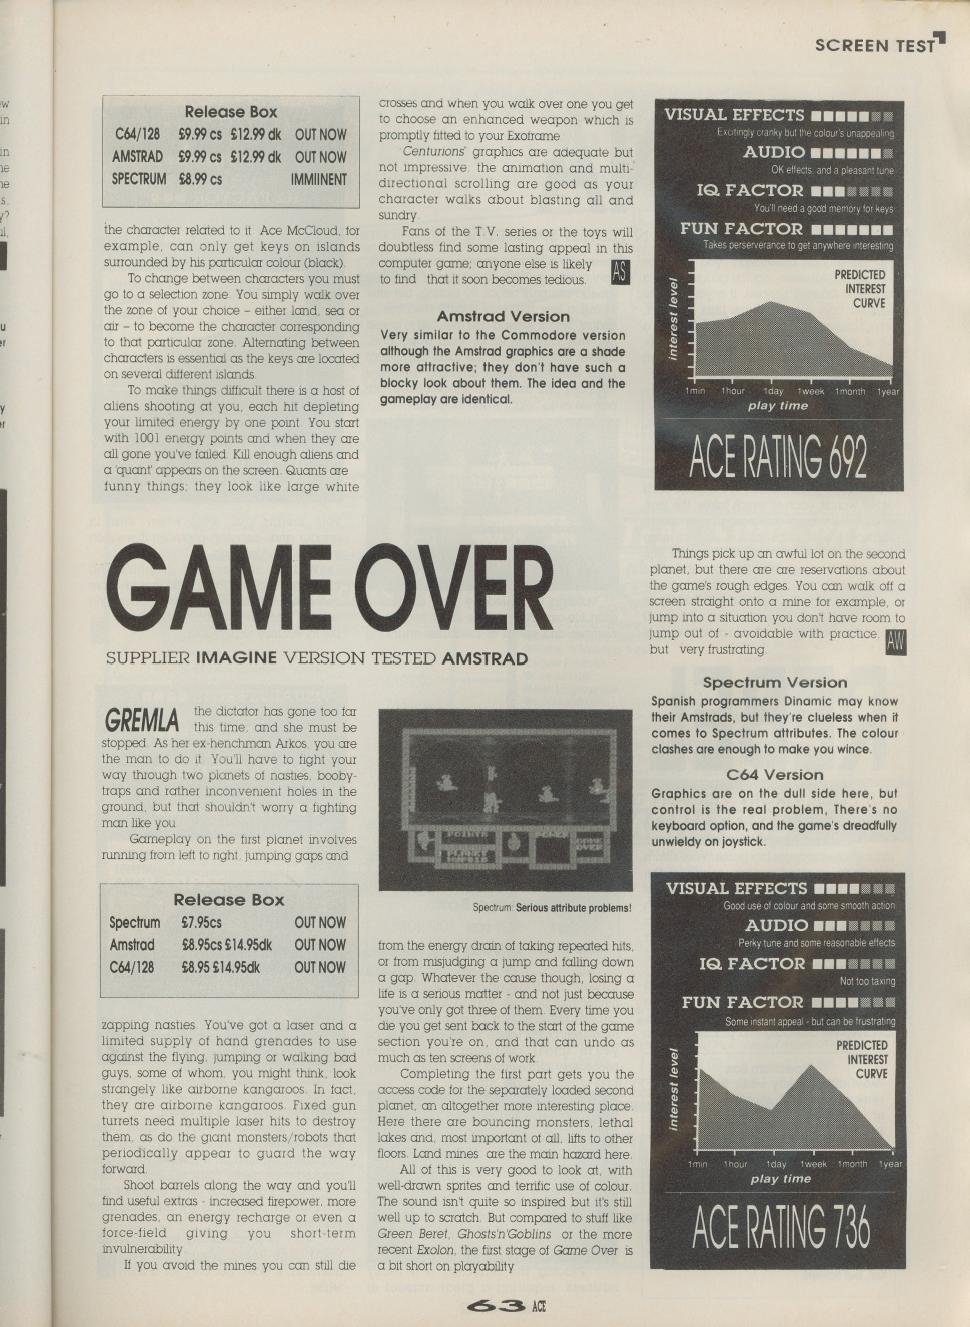 SCREEN TEST
Release Box
C64/128 £9.99 cs £12.99 dk OUT NOW
AMSTRAD £9.99 cs £12.99 dk OUT NOW
SPECTRUM £8.99 cs IMMIINENT
the character related to it. Ace McCloud, for
example, can only get keys on islands
surrounded by his particular colour (black).
To change between characters you must
go to a selection zone. You simply walk over
the zone of your choice – either land, sea or
air – to become the character corresponding
to that particular zone. Alternating between
characters is essential as the keys are located
on several different islands.
To make things difficult there is a host of
aliens shooting at you, each hit depleting
your limited energy by one point. You start
with 1001 energy points and when they are
all gone you've failed. Kill enough aliens and
a 'quant' appears on the screen. Quants are
funny things; they look like large white
crosses and when you walk over one you get
to choose an enhanced weapon which is
promptly fitted to your Exoframe.
Centurions' graphics are adequate but
not impressive; the animation and multi-
directional scrolling are good as your
character walks about blasting all and
sundry.
Fans of the T.V. series or the toys will
doubtless find some lasting appeal in this
computer game; anyone else is likely
to find that it soon becomes tedious. AS
Amstrad Version
Very similar to the Commodore version
although the Amstrad graphics are a shade
more attractive; they don't have such a
blocky look about them. The idea and the
gameplay are identical.
VISUAL EFFECTS
Excitingly cranky but the colour's unappealing
AUDIO
OK effects, and a pleasant tune
IQ FACTOR
You'll need a good memory for keys
FUN FACTOR
Takes perserverance to get anywhere interesting
PREDICTED
INTEREST
CURVE
interest level
1min 1hour 1day 1week 1month 1year
play time
ACE RATING 692
GAME OVER
SUPPLIER IMAGINE VERSION TESTED AMSTRAD
GREMLA the dictator has gone too far
this time, and she must be
stopped. As her ex-henchman Arkos, you are
the man to do it. You'll have to fight your
way through two planets of nasties, booby-
traps and rather inconvenient holes in the
ground, but that shouldn't worry a fighting
man like you.
Gameplay on the first planet involves
running from left to right, jumping gaps and
Release Box
Spectrum £7.95cs OUT NOW
Amstrad £8.95cs £14.95dk OUT NOW
C64/128 £8.95 £14.95dk OUT NOW
zapping nasties. You've got a laser and a
limited supply of hand grenades to use
against the flying, jumping or walking bad
guys, some of whom, you might think, look
strangely like airborne kangaroos. In fact,
they are airborne kangaroos. Fixed gun
turrets need multiple laser hits to destroy
them, as do the giant monsters/robots that
periodically appear to guard the way
forward.
Shoot barrels along the way and you'll
find useful extras - increased firepower, more
grenades, an energy recharge or even a
force-field giving you short-term
invulnerability.
If you avoid the mines you can still die
POINTS
POWER
GAME
OVER
Spectrum: Serious attribute problems!
from the energy drain of taking repeated hits,
or from misjudging a jump and falling down
a gap. Whatever the cause though, losing a
life is a serious matter - and not just because
you've only got three of them. Every time you
die you get sent back to the start of the game
section you're on, and that can undo as
much as ten screens of work.
Completing the first part gets you the
access code for the separately loaded second
planet, an altogether more interesting place.
Here there are bouncing monsters, lethal
lakes and, most important of all, lifts to other
floors. Land mines are the main hazard here.
All of this is very good to look at, with
well-drawn sprites and terrific use of colour.
The sound isn't quite so inspired but it's still
well up to scratch. But compared to stuff like
Green Beret, Ghosts'n'Goblins or the more
recent Exolon, the first stage of Game Over is
a bit short on playability.
Things pick up an awful lot on the second
planet, but there are are reservations about
the game's rough edges. You can walk off a
screen straight onto a mine for example, or
jump into a situation you don't have room to
jump out of - avoidable with practice,
but very frustrating. AW
Spectrum Version
Spanish programmers Dinamic may know
their Amstrads, but they're clueless when it
comes to Spectrum attributes. The colour
clashes are enough to make you wince.
C64 Version
Graphics are on the dull side here, but
control is the real problem, There's no
keyboard option, and the game's dreadfully
unwieldy on joystick.
VISUAL EFFECTS
Good use of colour and some smooth action
AUDIO
Perky tune and some reasonable effects
IQ FACTOR
Not too taxing
FUN FACTOR
Some instant appeal - but can be frustrating
PREDICTED
INTEREST
CURVE
interest level
1min 1hour 1day 1week 1month 1year
play time
ACE RATING 736
63 ACE